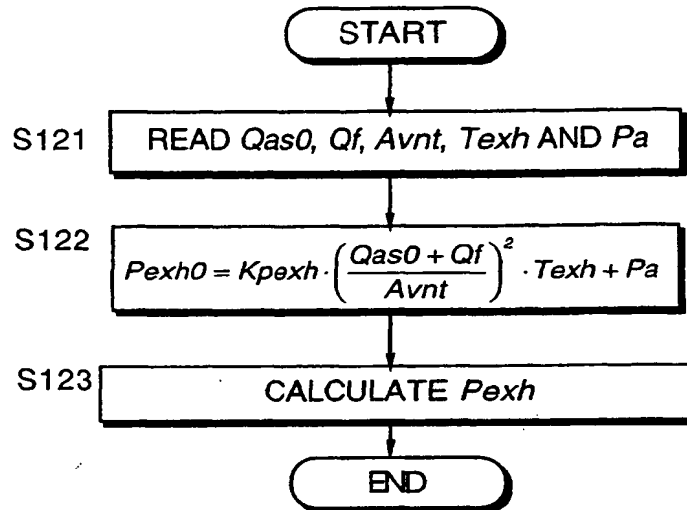 START
S121
READ Qas0, Qf, Avnt, Texh AND Pa
S122
Pexh0 = Kpexh · ( (Qas0 + Qf) / Avnt )² · Texh + Pa
S123
CALCULATE Pexh
END